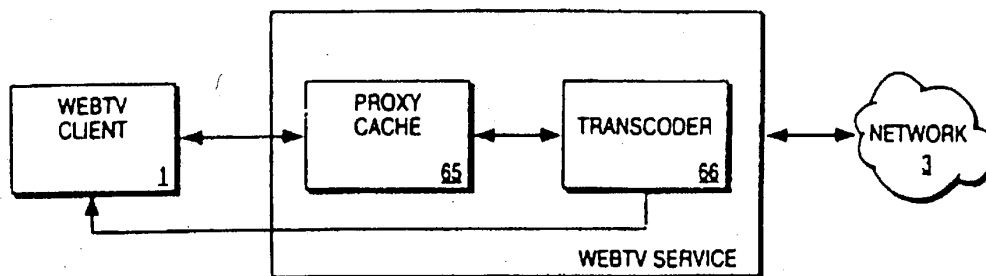 WEBTV
CLIENT
1
PROXY
CACHE
65
TRANSCODER
66
NETWORK
3
WEBTV SERVICE